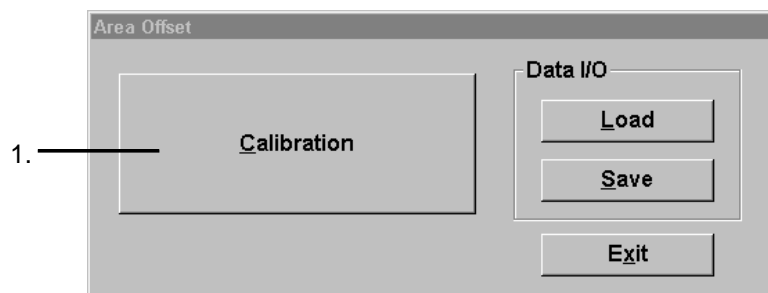 Area Offset
Data I/O
1.
Calibration
Load
Save
Exit